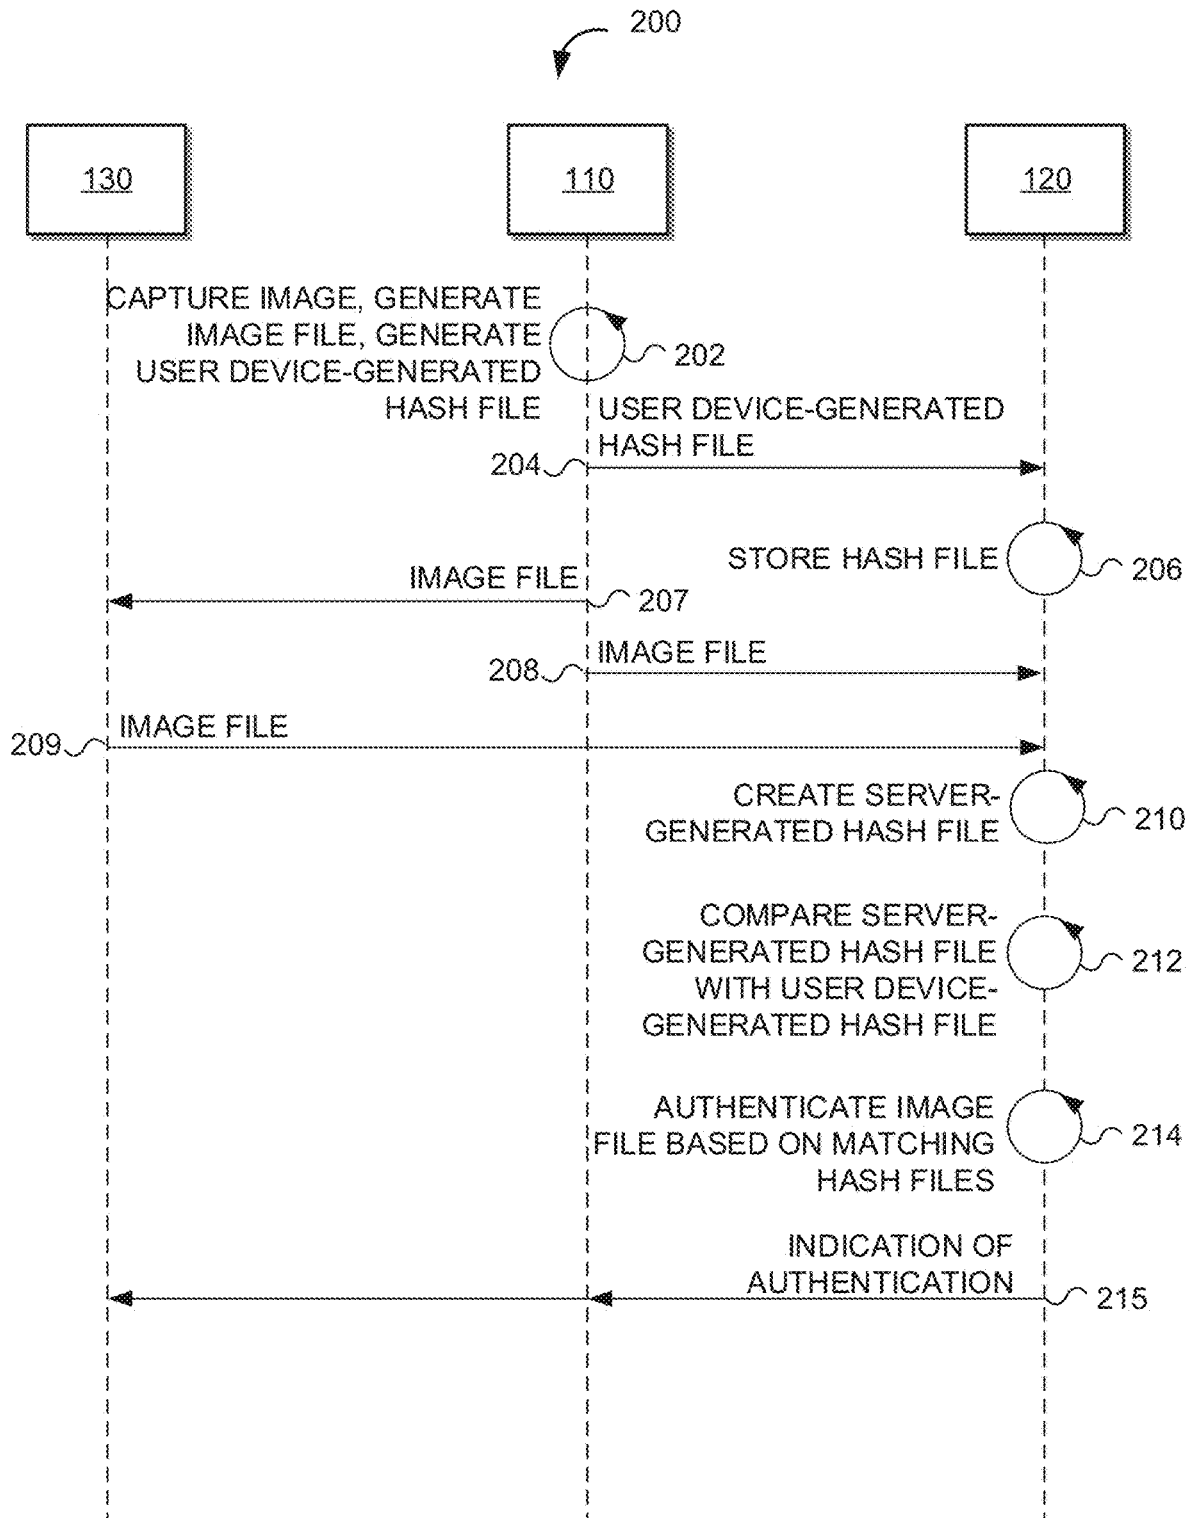 200
130
110
120
CAPTURE IMAGE, GENERATE
IMAGE FILE, GENERATE
USER DEVICE-GENERATED
HASH FILE
202
USER DEVICE-GENERATED
HASH FILE
204
STORE HASH FILE
206
IMAGE FILE
207
IMAGE FILE
208
IMAGE FILE
209
CREATE SERVER-
GENERATED HASH FILE
210
COMPARE SERVER-
GENERATED HASH FILE
WITH USER DEVICE-
GENERATED HASH FILE
212
AUTHENTICATE IMAGE
FILE BASED ON MATCHING
HASH FILES
214
INDICATION OF
AUTHENTICATION
215